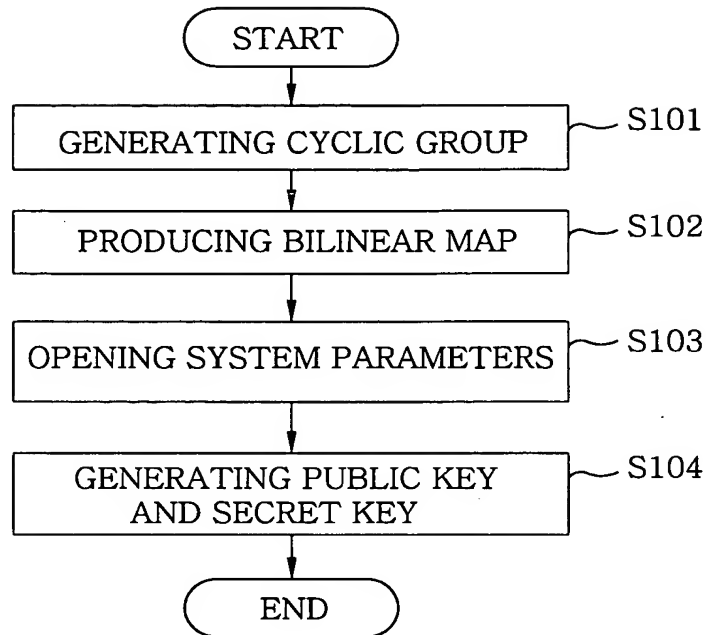 START
GENERATING CYCLIC GROUP
S101
PRODUCING BILINEAR MAP
S102
OPENING SYSTEM PARAMETERS
S103
GENERATING PUBLIC KEY
AND SECRET KEY
S104
END